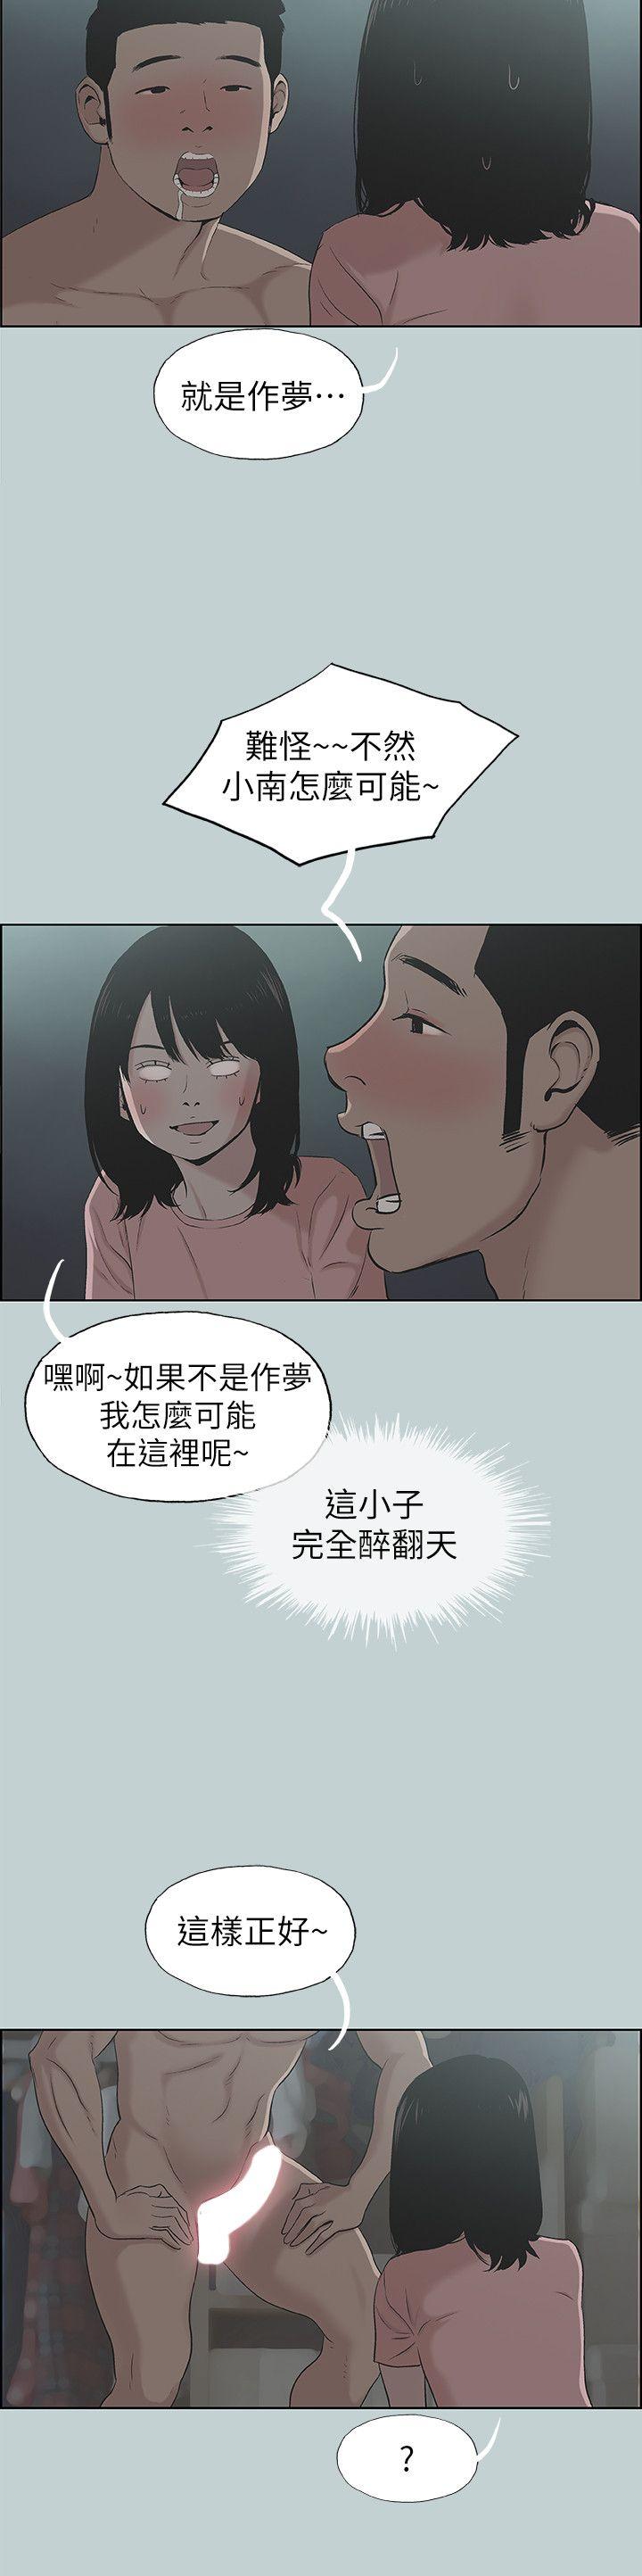 就是作夢⋯
難怪~~不然
小南怎麼可能~
嘿啊~如果不是作夢
我怎麼可能
在這裡呢~
這小子
完全醉翻天
這樣正好~
?